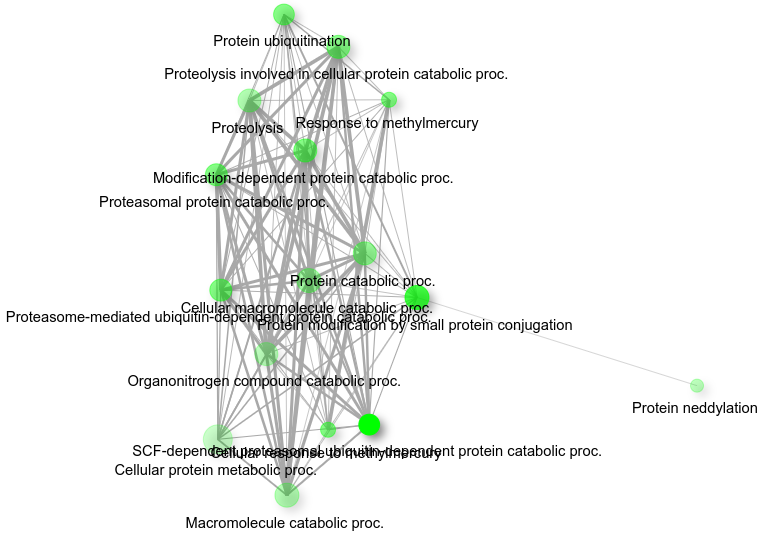 Protein ubiquitination
Proteolysis involved in cellular protein catabolic proc.
Response to methylmercury
Proteolysis
Modification-dependent protein catabolic proc.
Proteasomal protein catabolic proc.
Protein catabolic proc.
Cellular macromolecule catabolic proc.
Proteasome-mediated ubiquitin-dependent protein catabolic proc.
Protein modification by small protein conjugation
Organonitrogen compound catabolic proc.
Protein neddylation
SCF-dependent proteasomal ubiquitin-dependent protein catabolic proc.
Cellular response to methylmercury
Cellular protein metabolic proc.
Macromolecule catabolic proc.